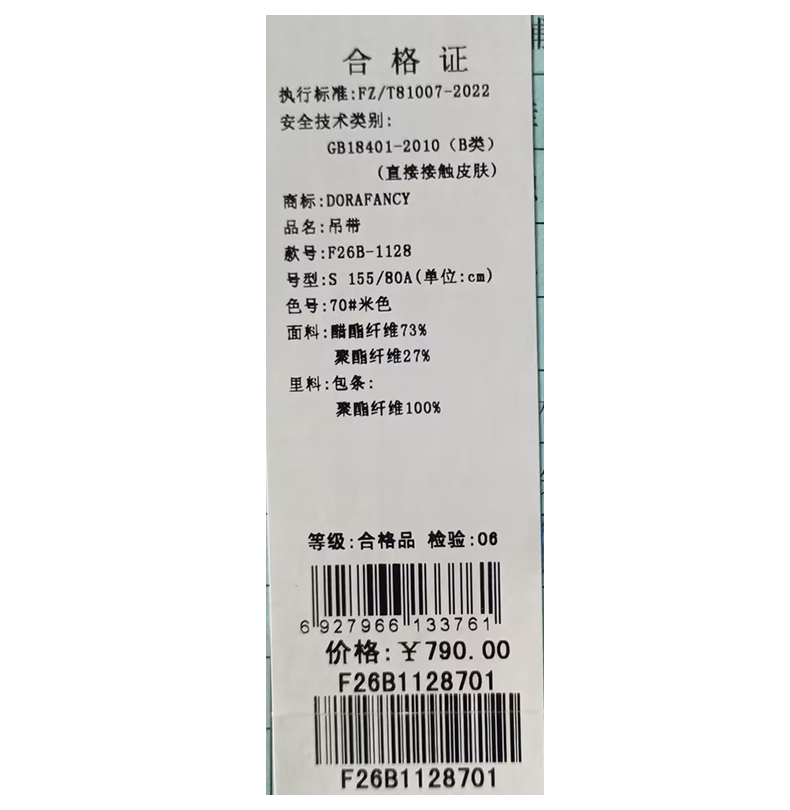 合格证
执行标准:FZ/T81007-2022
安全技术类别:
GB18401-2010（B类）
(直接接触皮肤)
商标:DORAFANCY
品名:吊带
款号:F26B-1128
号型:S 155/80A(单位:cm)
色号:70#米色
面料:醋酯纤维73%
聚酯纤维27%
里料:包条:
聚酯纤维100%
等级:合格品 检验:06
6 927966 133761
价格:￥790.00
F26B1128701
F26B1128701